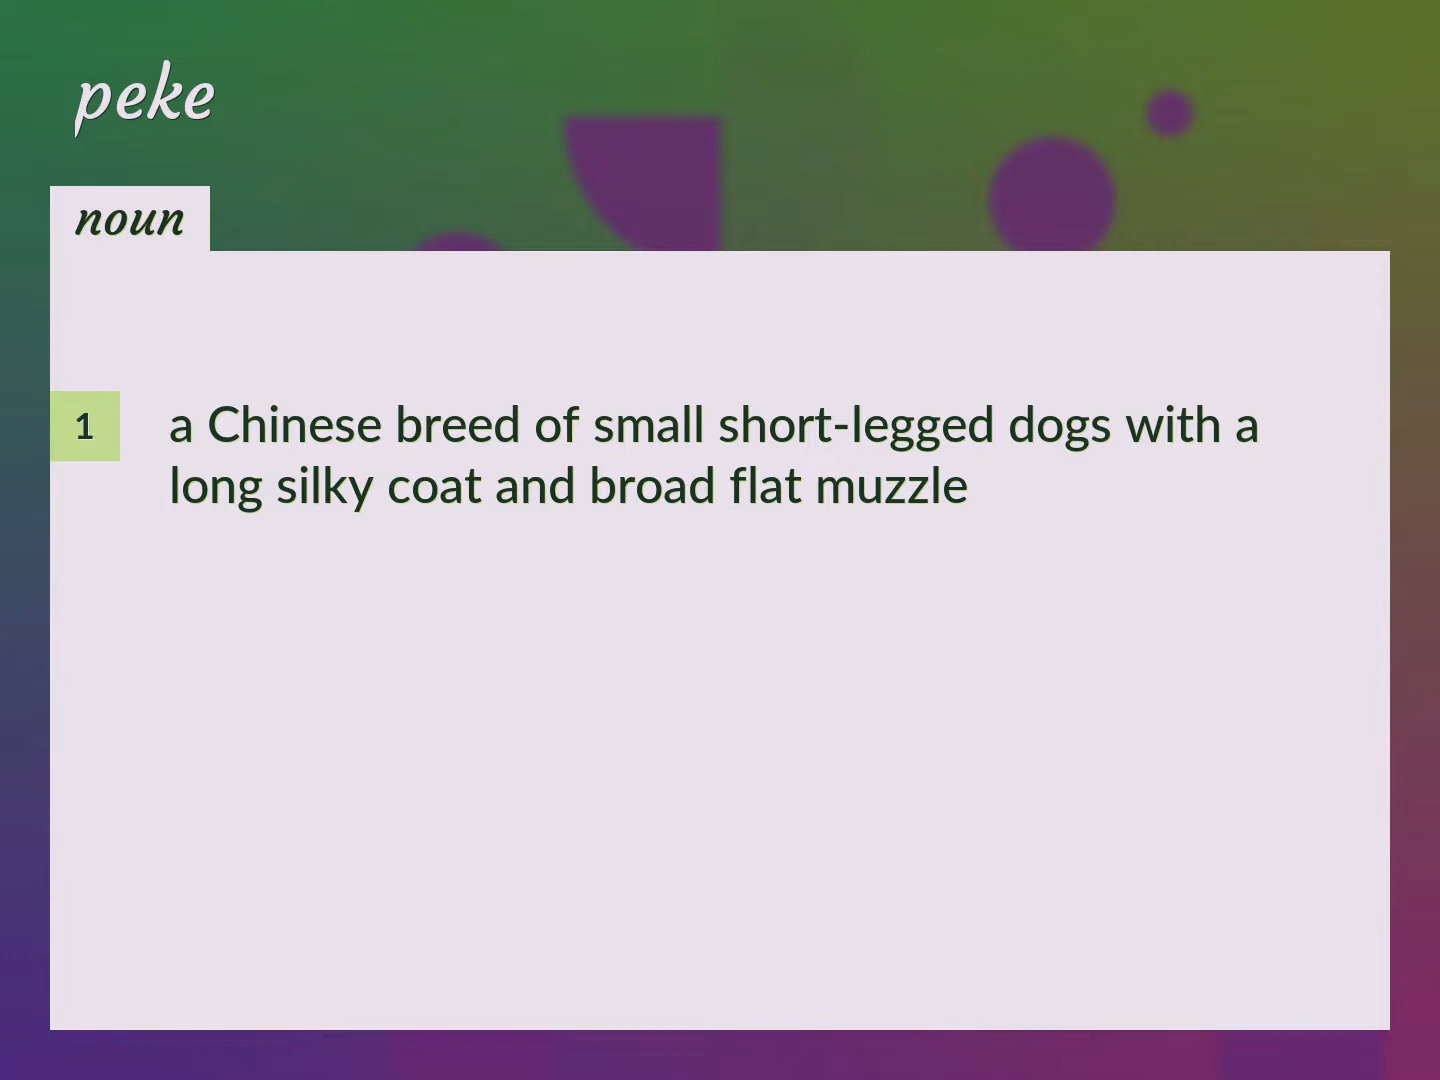 peke
noun
1 a Chinese breed of small short-legged dogs with a
long silky coat and broad flat muzzle